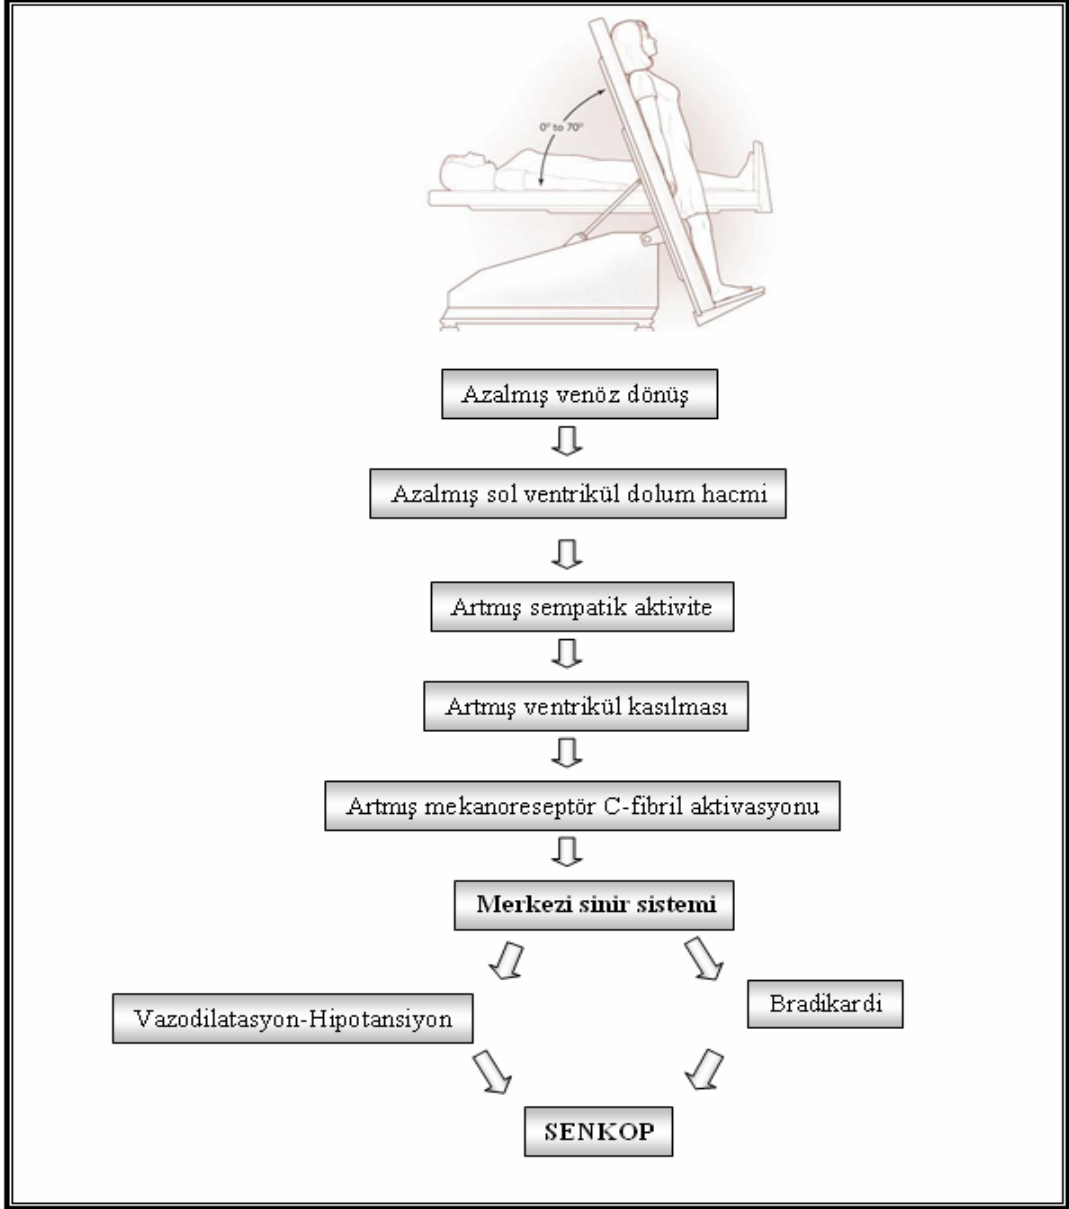 0° to 70°
Azalmış venöz dönüş
Azalmış sol ventrikül dolum hacmi
Artmış sempatik aktivite
Artmış ventrikül kasılması
Artmış mekanoreseptör C-fibril aktivasyonu
Merkezi sinir sistemi
Vazodilatasyon-Hipotansiyon
Bradikardi
SENKOP